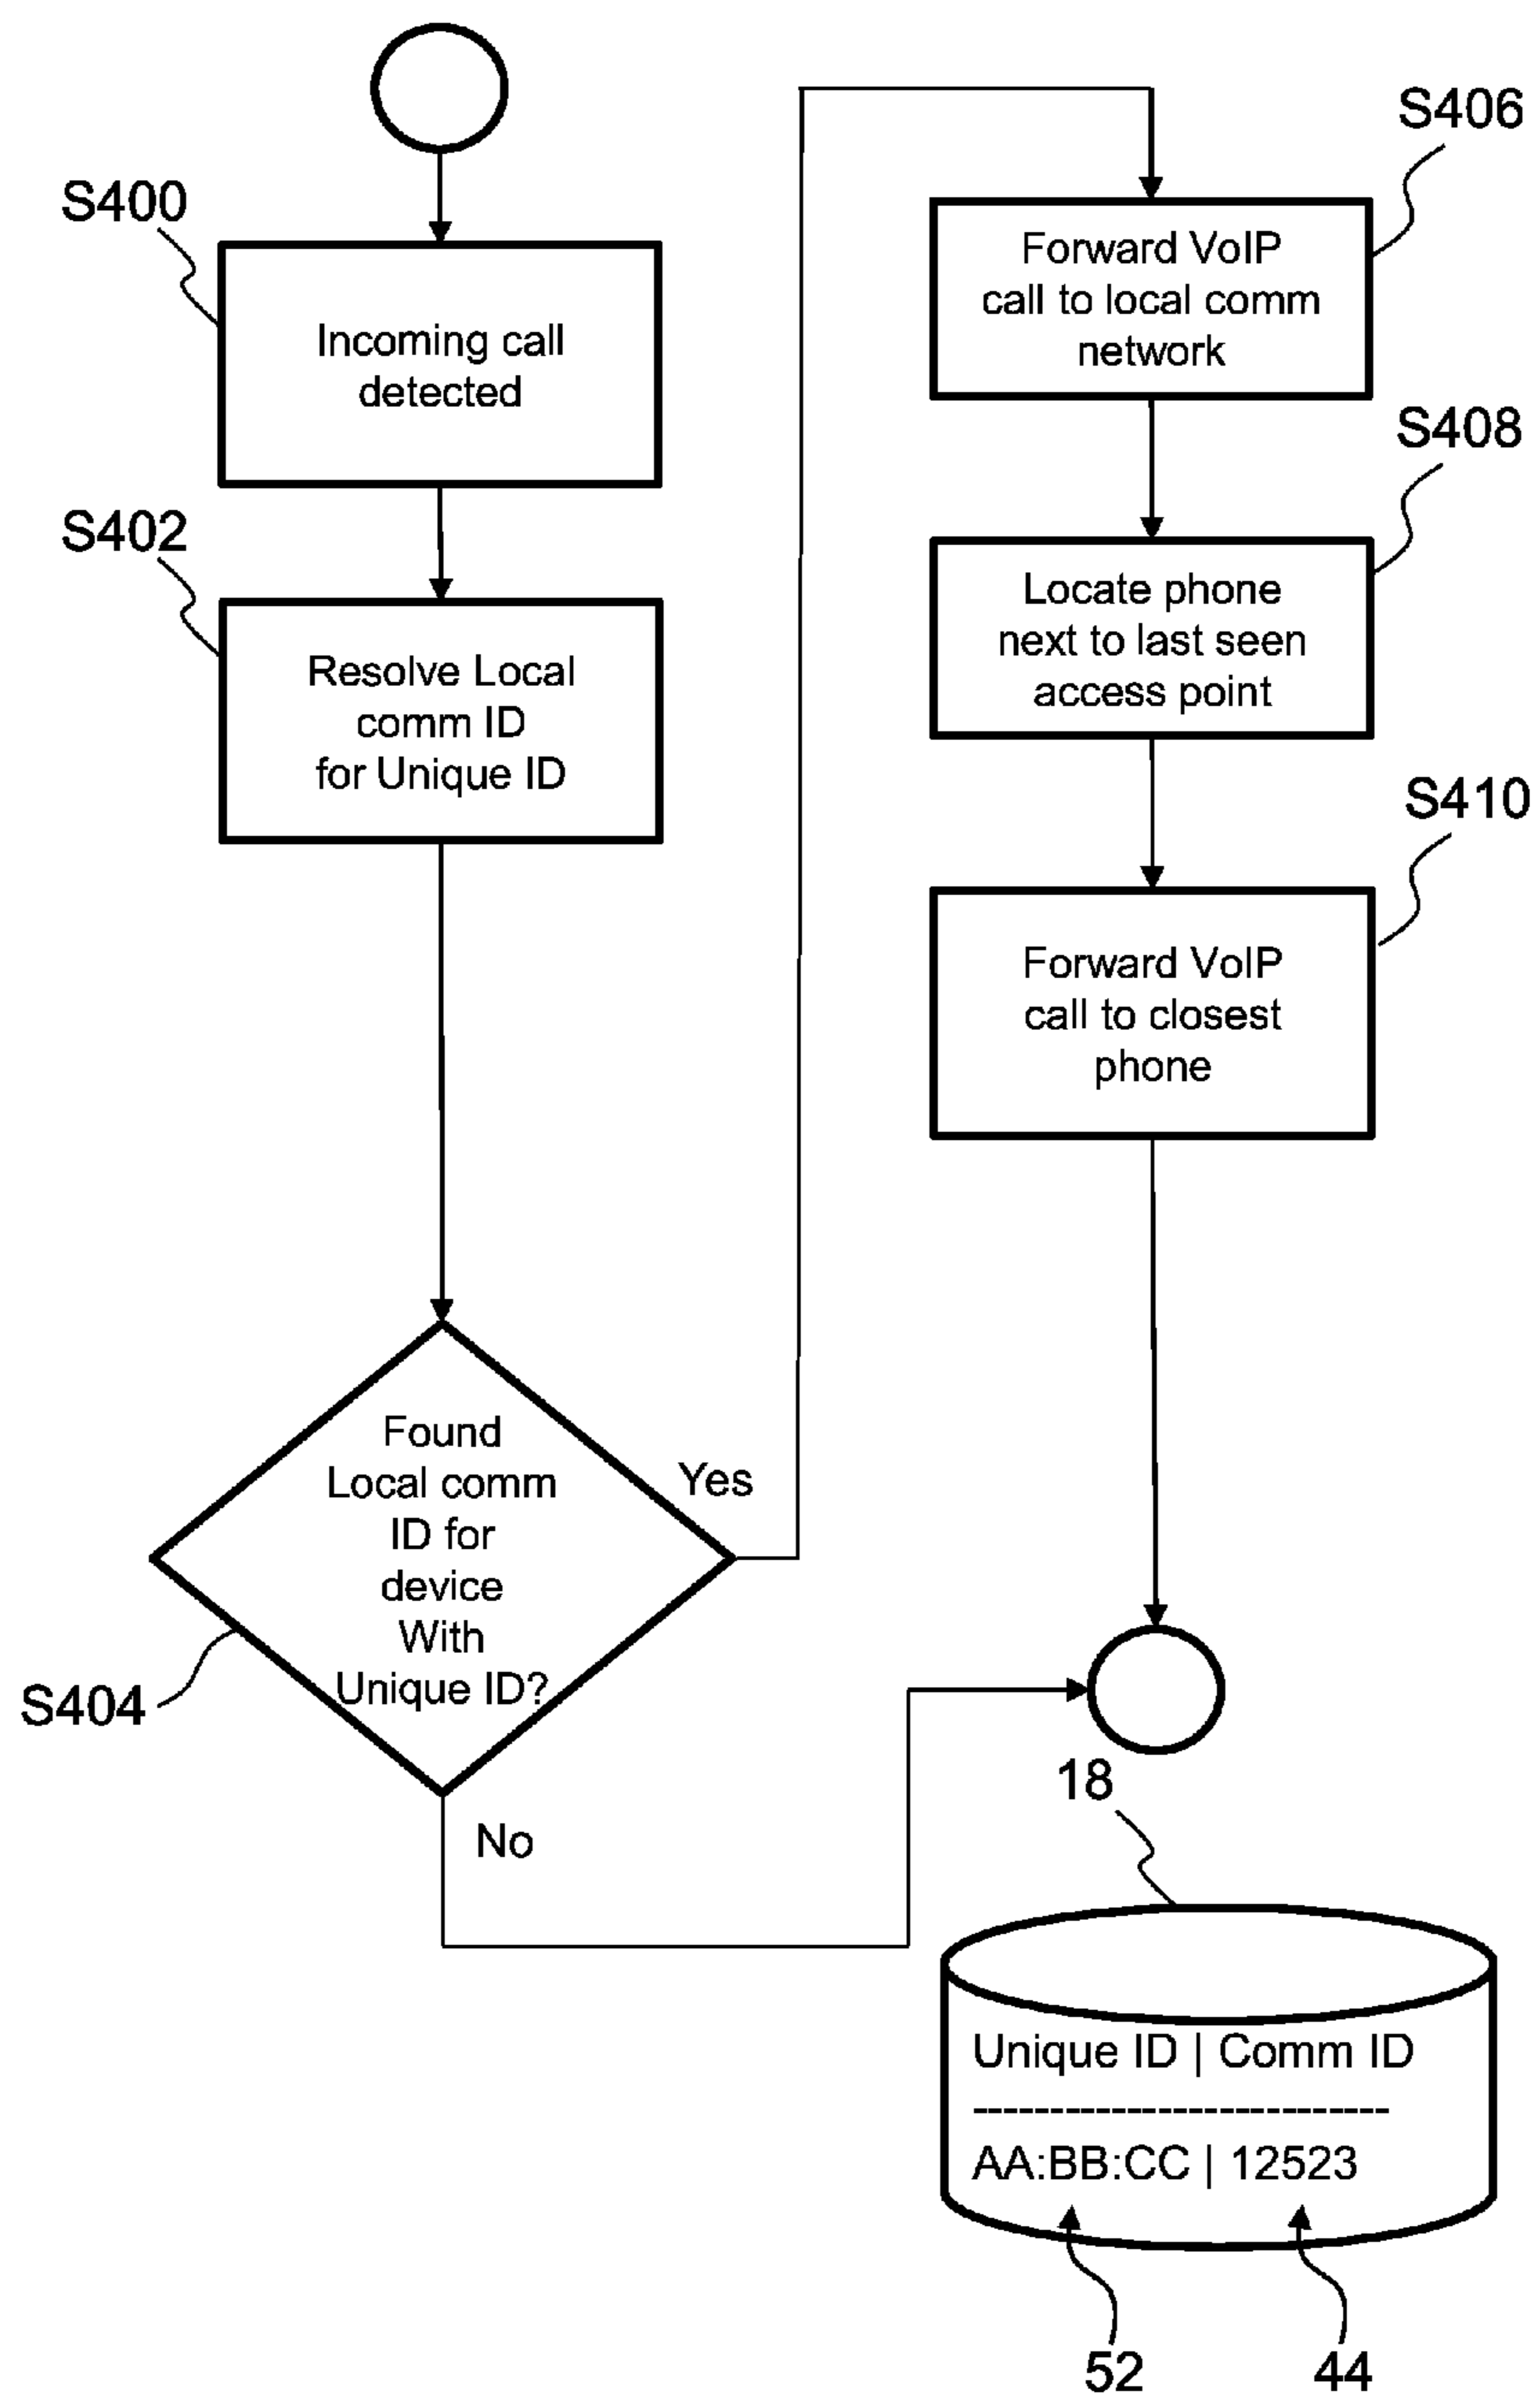 S400
Incoming call
detected
S402
Resolve Local
comm ID
for Unique ID
Found
Local comm
ID for
device
With
Unique ID?
S404
Yes
No
S406
Forward VoIP
call to local comm
network
S408
Locate phone
next to last seen
access point
S410
Forward VoIP
call to closest
phone
18
Unique ID | Comm ID
---------------------------
AA:BB:CC | 12523
52
44